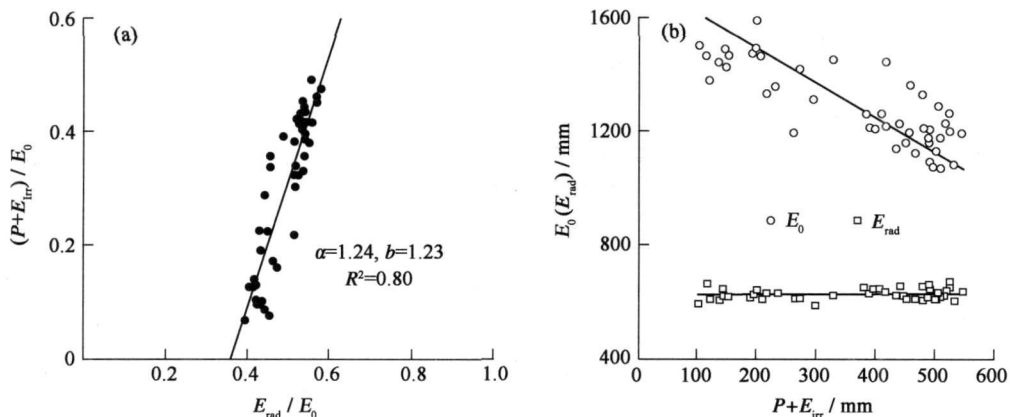 (a)
0.6
0.4
0.2
0
(P+E_Irr) / E_0
α=1.24, b=1.23
R²=0.80
0.2
0.4
0.6
0.8
1.0
E_rad / E_0
(b)
1600
1200
800
400
E_0 (E_rad) / mm
E_0
E_rad
0
100
200
300
400
500
600
P+E_irr / mm